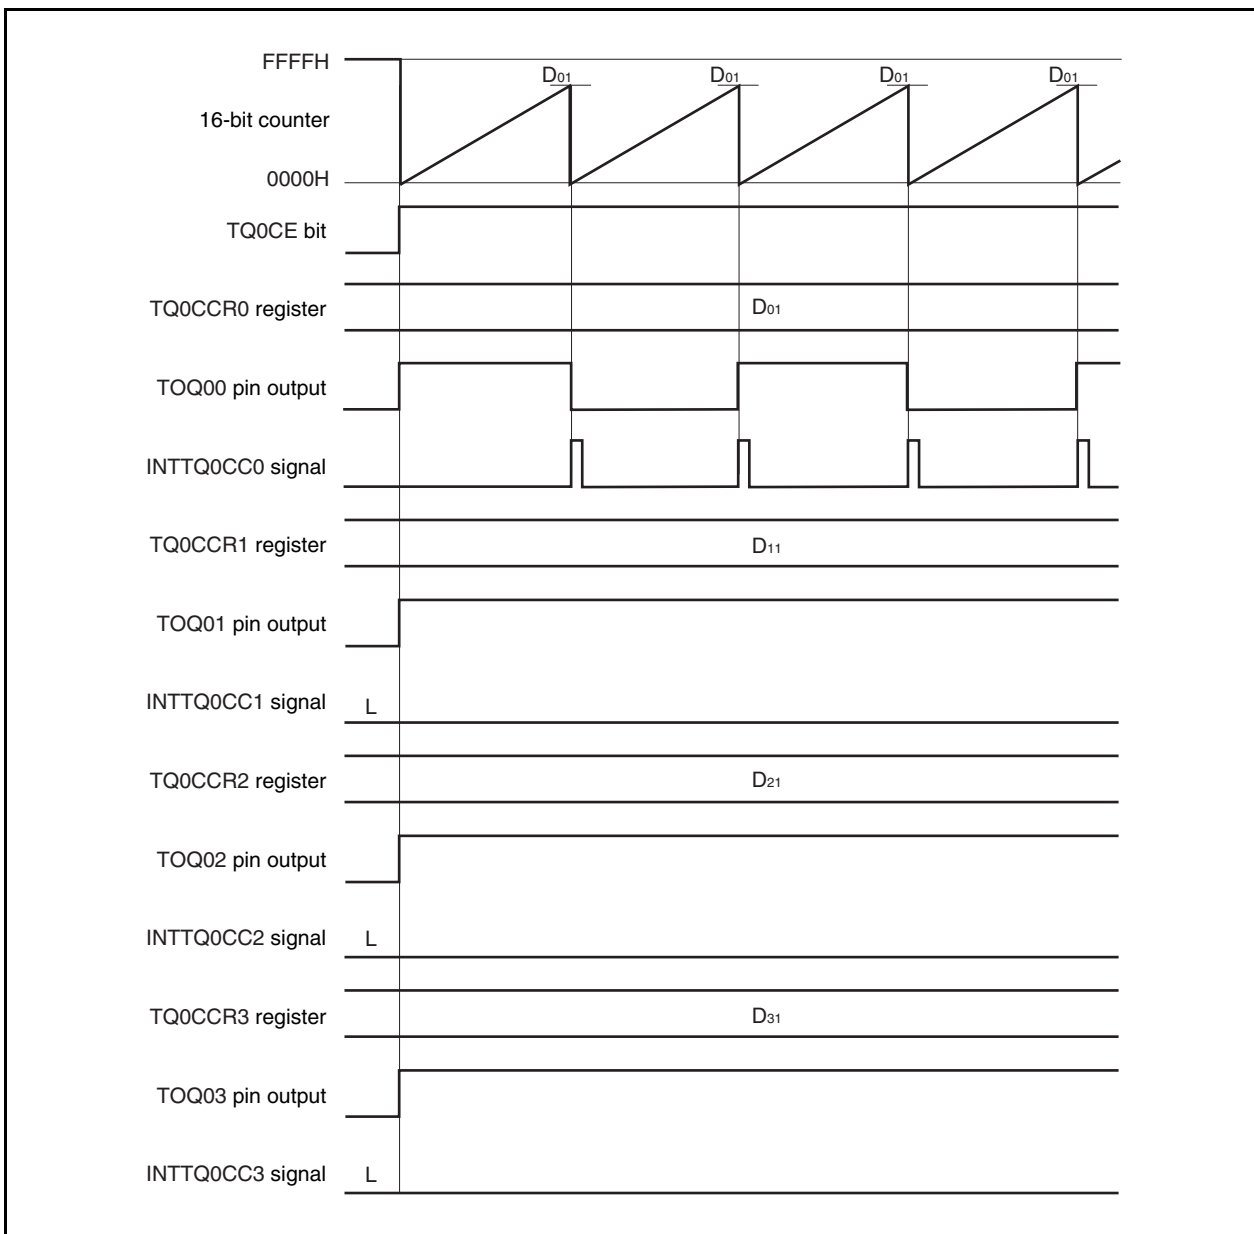 FFFFH
D01 D01 D01 D01
16-bit counter
0000H
TQ0CE bit
TQ0CCR0 register D01
TOQ00 pin output
INTTQ0CC0 signal
TQ0CCR1 register D11
TOQ01 pin output
INTTQ0CC1 signal L
TQ0CCR2 register D21
TOQ02 pin output
INTTQ0CC2 signal L
TQ0CCR3 register D31
TOQ03 pin output
INTTQ0CC3 signal L